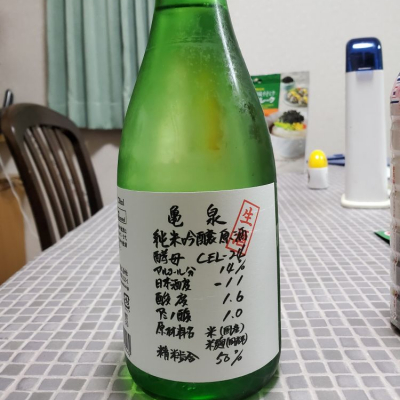 亀泉
生酒
純米吟醸原酒
酵母 CEL-24
アルコール分 14%
日本酒度 -11
酸度 1.6
アミノ酸 1.0
原材料名 米(国産)
米麹(国産米)
精米歩合 50%